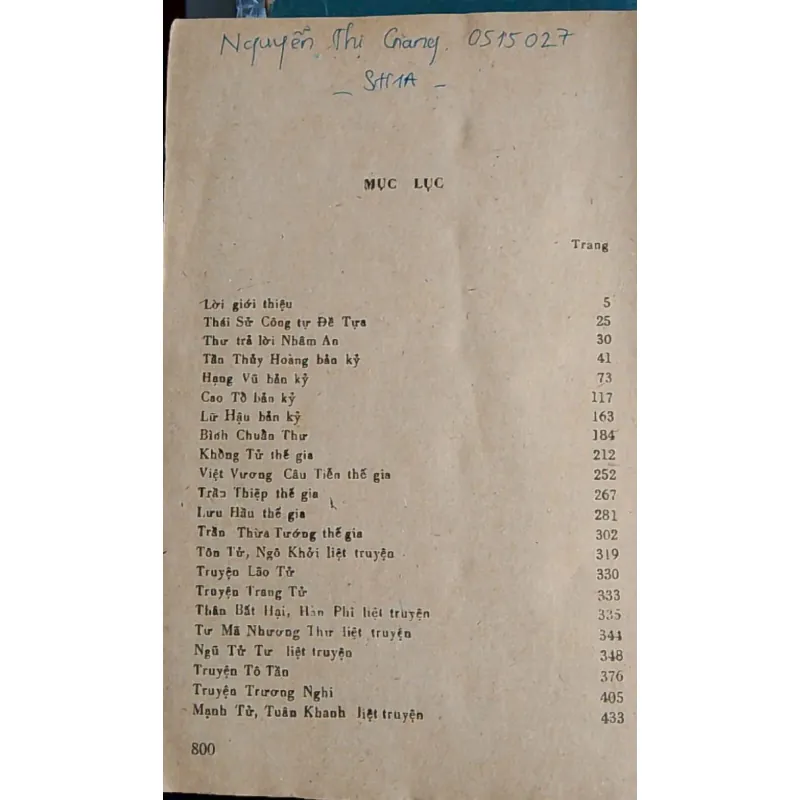 Nguyễn Thị Giang 0515027
- SH1A -
MỤC LỤC
Trang
Lời giới thiệu 5
Thái Sử Công tự Đề Tựa 25
Thư trả lời Nhâm An 30
Tần Thủy Hoàng bản kỷ 41
Hạng Vũ bản kỷ 73
Cao Tổ bản kỷ 117
Lữ Hậu bản kỷ 163
Bình Chuẩn Thư 184
Khổng Tử thế gia 212
Việt Vương Câu Tiễn thế gia 252
Trần Thiệp thế gia 267
Lưu Hầu thế gia 281
Trần Thừa Tướng thế gia 302
Tôn Tử, Ngô Khởi liệt truyện 319
Truyện Lão Tử 330
Truyện Trang Tử 333
Thân Bất Hại, Hàn Phi liệt truyện 335
Tư Mã Nhương Thư liệt truyện 344
Ngũ Tử Tư liệt truyện 348
Truyện Tô Tần 376
Truyện Trương Nghi 405
Mạnh Tử, Tuân Khanh liệt truyện 433
800